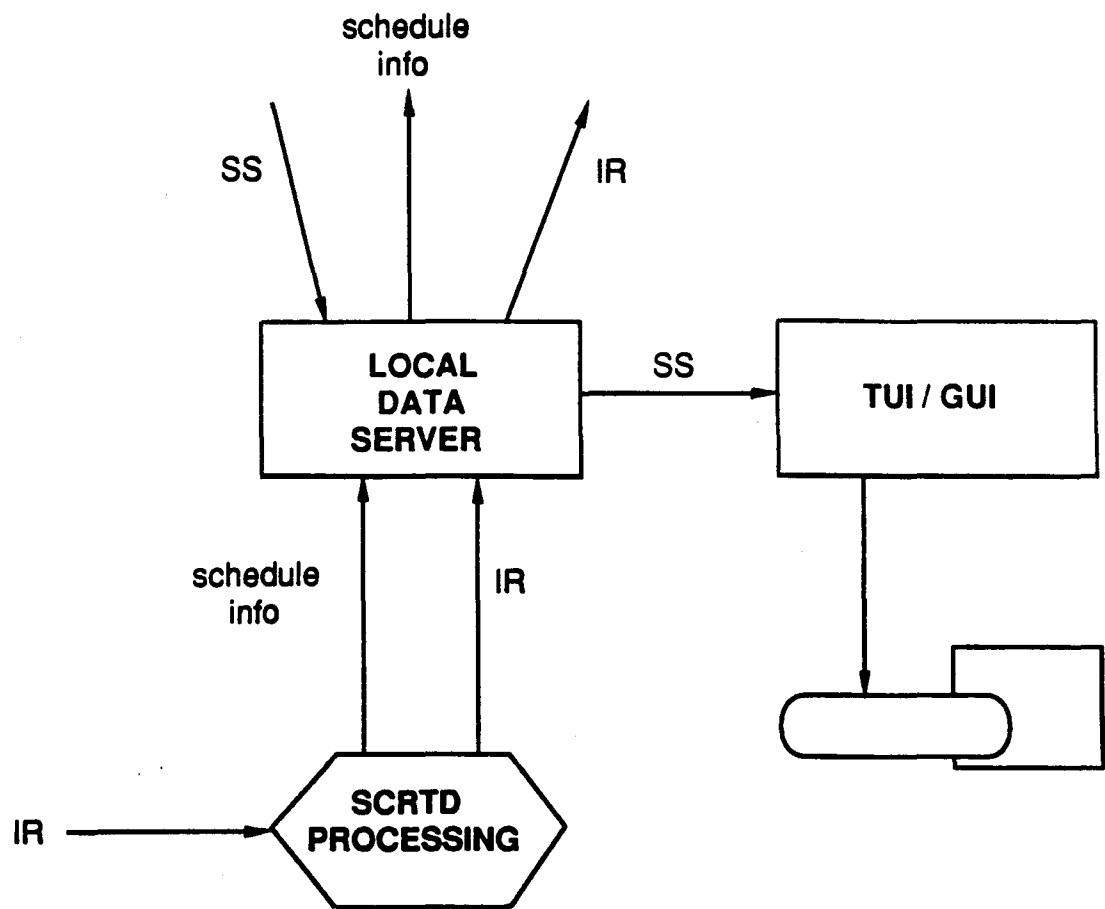 schedule
info
SS
IR
LOCAL
DATA
SERVER
SS
TUI / GUI
schedule
info
IR
SCRTD
PROCESSING
IR